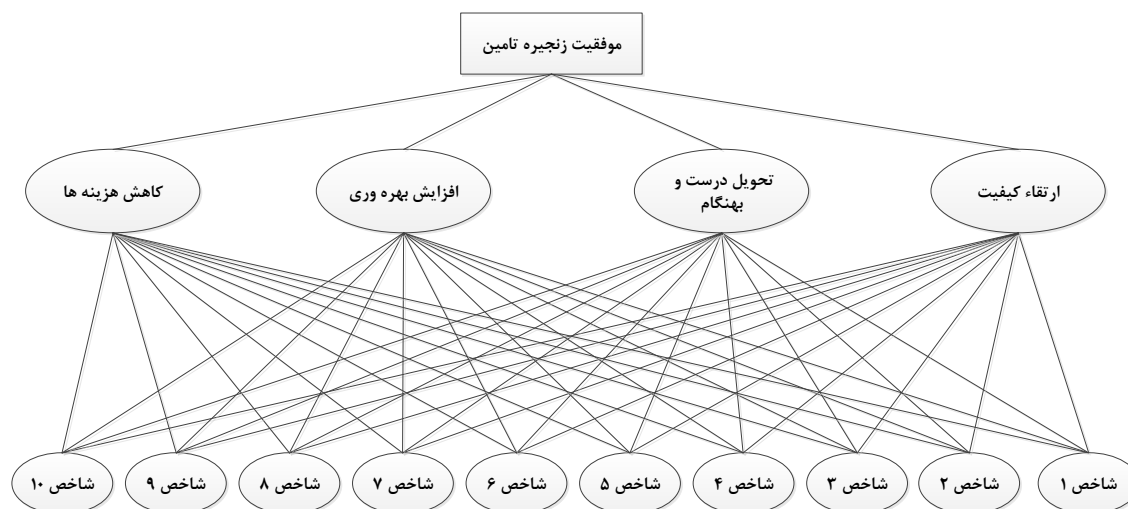 موفقیت زنجیره تامین
ارتقاء کیفیت
تحویل درست و
بهنگام
افزایش بهره وری
کاهش هزینه ها
شاخص ۱
شاخص ۲
شاخص ۳
شاخص ۴
شاخص ۵
شاخص ۶
شاخص ۷
شاخص ۸
شاخص ۹
شاخص ۱۰